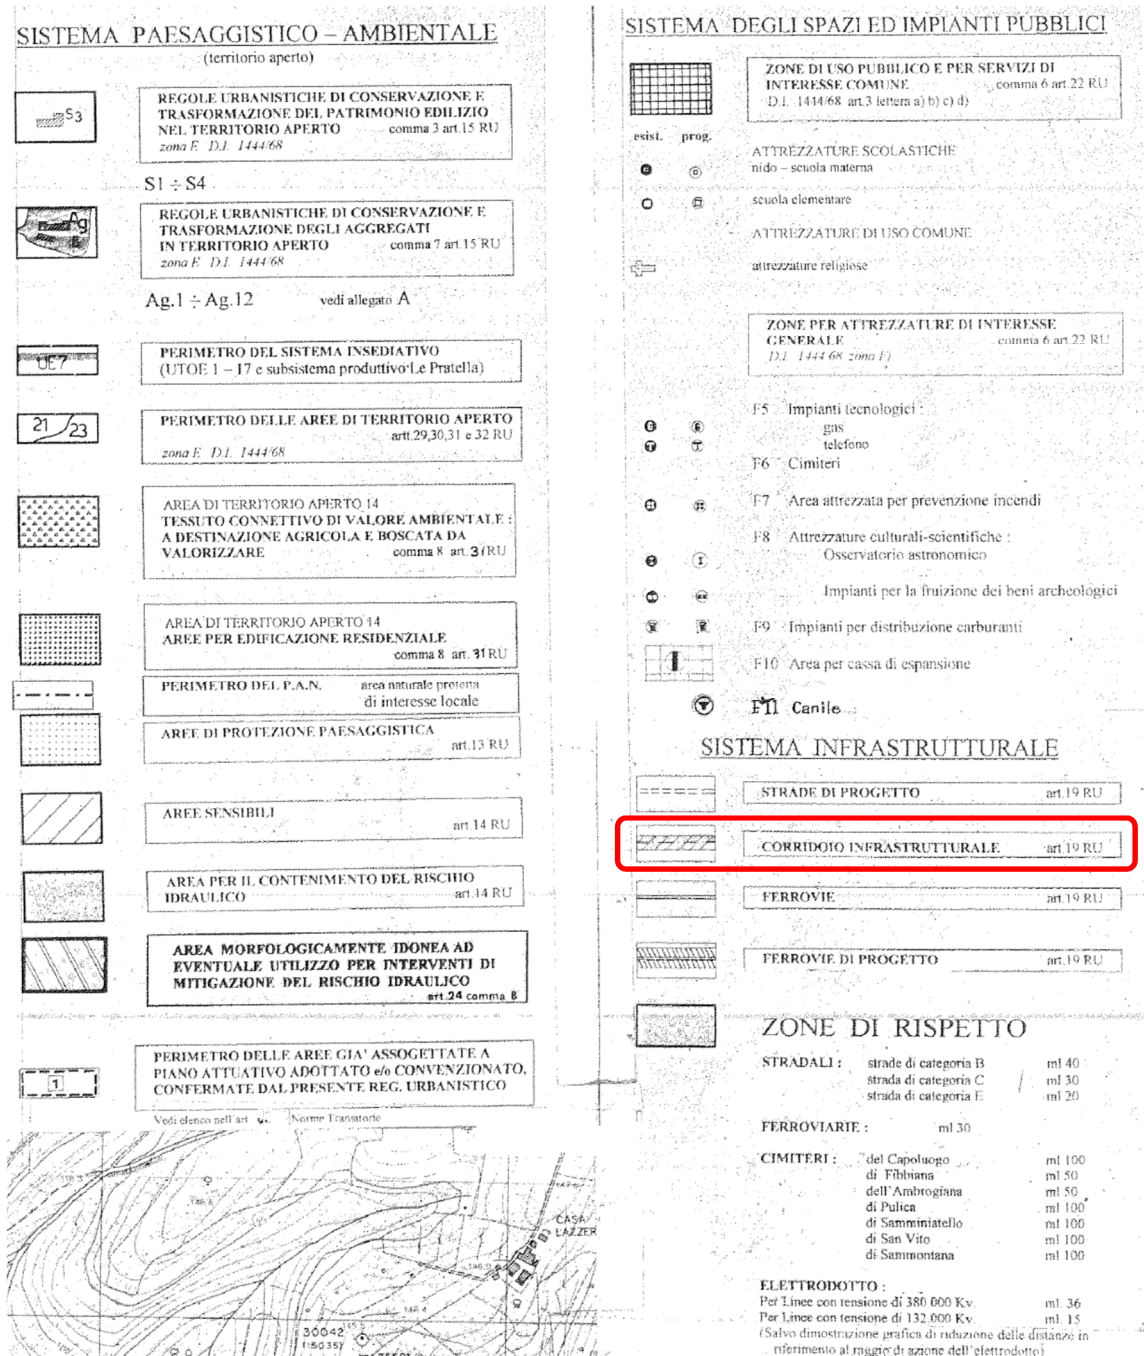 SISTEMA PAESAGGISTICO – AMBIENTALE
(territorio aperto)
S3
REGOLE URBANISTICHE DI CONSERVAZIONE E
TRASFORMAZIONE DEL PATRIMONIO EDILIZIO
NEL TERRITORIO APERTO comma 3 art.15 RU
zona E D.I. 1444/68
S1 ÷ S4
Ag
REGOLE URBANISTICHE DI CONSERVAZIONE E
TRASFORMAZIONE DEGLI AGGREGATI
IN TERRITORIO APERTO comma 7 art.15 RU
zona E D.I. 1444/68
Ag.1 ÷ Ag.12 vedi allegato A
UE7
PERIMETRO DEL SISTEMA INSEDIATIVO
(UTOE 1 – 17 e subsistema produttivo Le Pratella)
21 23
PERIMETRO DELLE AREE DI TERRITORIO APERTO
artt.29,30,31 e 32 RU
zona E D.I. 1444/68
AREA DI TERRITORIO APERTO 14
TESSUTO CONNETTIVO DI VALORE AMBIENTALE :
A DESTINAZIONE AGRICOLA E BOSCATA DA
VALORIZZARE comma 8 art. 31 RU
AREA DI TERRITORIO APERTO 14
AREE PER EDIFICAZIONE RESIDENZIALE
comma 8 art. 31 RU
PERIMETRO DEL P.A.N. area naturale protetta
di interesse locale
AREE DI PROTEZIONE PAESAGGISTICA
art.13 RU
AREE SENSIBILI
art.14 RU
AREA PER IL CONTENIMENTO DEL RISCHIO
IDRAULICO art.14 RU
AREA MORFOLOGICAMENTE IDONEA AD
EVENTUALE UTILIZZO PER INTERVENTI DI
MITIGAZIONE DEL RISCHIO IDRAULICO
art.24 comma 8
1
PERIMETRO DELLE AREE GIA' ASSOGETTATE A
PIANO ATTUATIVO ADOTTATO e/o CONVENZIONATO,
CONFERMATE DAL PRESENTE REG. URBANISTICO
Vedi elenco nell'art Norme Transitorie
CASA
LAZZER
146.4
30042
(15035)
SISTEMA DEGLI SPAZI ED IMPIANTI PUBBLICI
ZONE DI USO PUBBLICO E PER SERVIZI DI
INTERESSE COMUNE comma 6 art.22 RU
D.I. 1444/68 art.3 lettera a) b) c) d)
esist. prog.
ATTREZZATURE SCOLASTICHE
nido – scuola materna
scuola elementare
ATTREZZATURE DI USO COMUNE
attrezzature religiose
ZONE PER ATTREZZATURE DI INTERESSE
GENERALE comma 6 art.22 RU
D.I. 1444/68 zona F)
F5 Impianti tecnologici :
gas
telefono
F6 Cimiteri
F7 Area attrezzata per prevenzione incendi
F8 Attrezzature culturali-scientifiche :
Osservatorio astronomico
Impianti per la fruizione dei beni archeologici
F9 Impianti per distribuzione carburanti
F10 Area per cassa di espansione
F11 Canile
SISTEMA INFRASTRUTTURALE
STRADE DI PROGETTO art.19 RU
CORRIDOIO INFRASTRUTTURALE art.19 RU
FERROVIE art.19 RU
FERROVIE DI PROGETTO art.19 RU
ZONE DI RISPETTO
STRADALI : strade di categoria B ml 40
strada di categoria C ml 30
strada di categoria E ml 20
FERROVIARIE : ml 30
CIMITERI : del Capoluogo ml 100
di Fibbiana ml 50
dell'Ambrogiana ml 50
di Pulica ml 100
di Samminiatello ml 100
di San Vito ml 100
di Sammontana ml 100
ELETTRODOTTO :
Per Linee con tensione di 380.000 Kv. ml. 36
Per Linee con tensione di 132.000 Kv. ml. 15
(Salvo dimostrazione grafica di riduzione delle distanze in
riferimento al raggio di azione dell'elettrodotto)